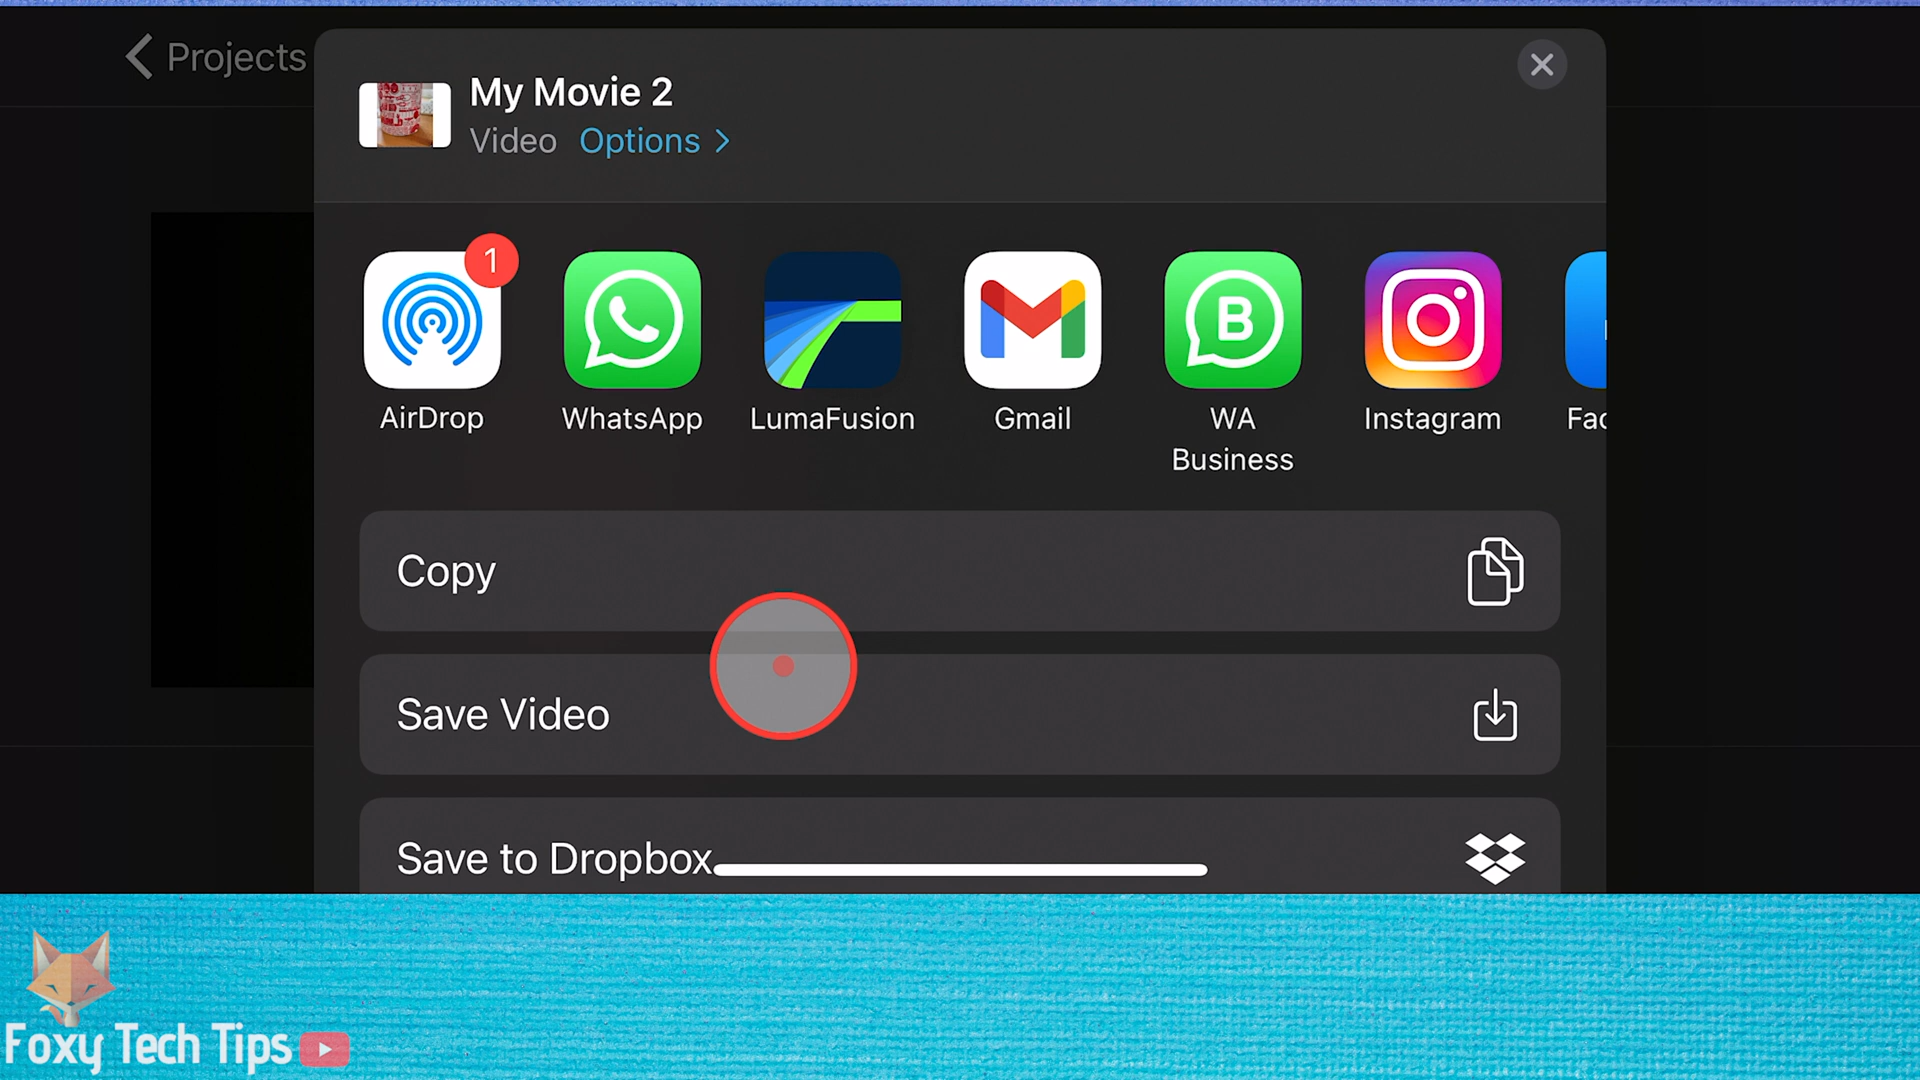 Projects
My Movie 2
Video Options >
1
AirDrop
WhatsApp
LumaFusion
Gmail
B
WA
Business
Instagram
Fac
Copy
Save Video
Save to Dropbox
Foxy Tech Tips